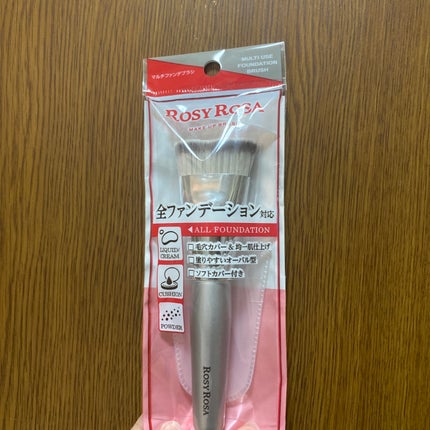 マルチファンデブラシ
MULTI USE
FOUNDATION
BRUSH
ROSY ROSA
MAKE UP BRUSH
全ファンデーション対応
ALL FOUNDATION
LIQUID/
CREAM
CUSHION
POWDER
毛穴カバー&均一肌仕上げ
塗りやすいオーバル型
ソフトカバー付き
ROSY ROSA